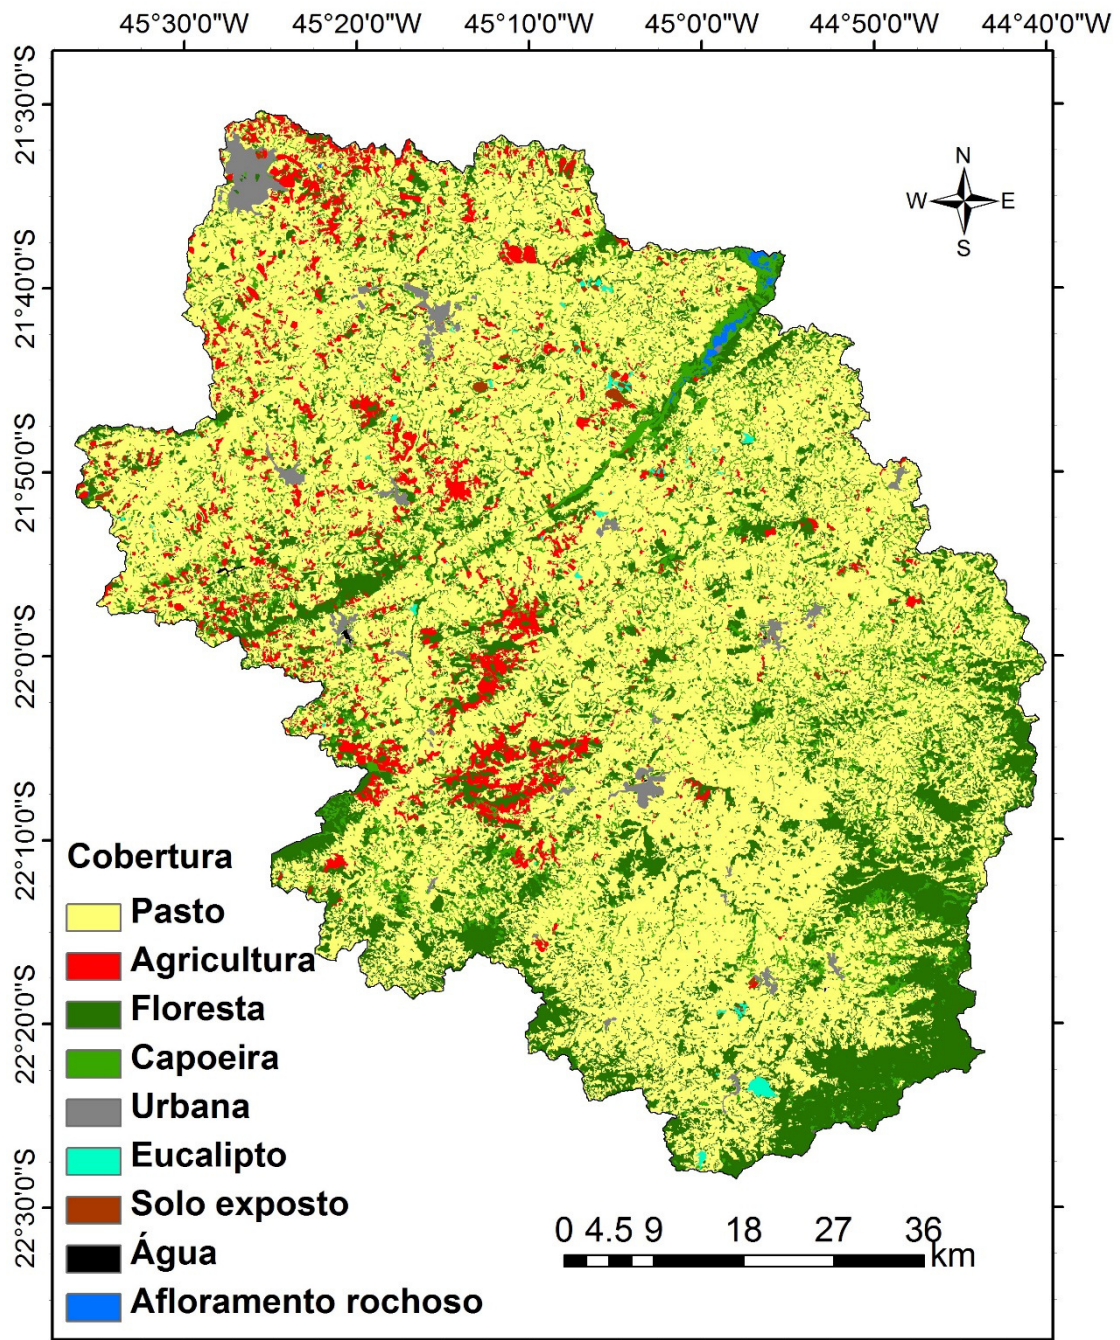 45°30'0"W 45°20'0"W 45°10'0"W 45°0'0"W 44°50'0"W 44°40'0"W
21°30'0"S
N
W E
S
21°40'0"S
21°50'0"S
22°0'0"S
22°10'0"S
22°20'0"S
22°30'0"S
Cobertura
Pasto
Agricultura
Floresta
Capoeira
Urbana
Eucalipto
Solo exposto
Água
Afloramento rochoso
0 4.5 9 18 27 36
km